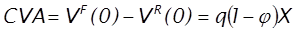 CVA = V^F(0) − V^R(0) = q(1 − φ)X